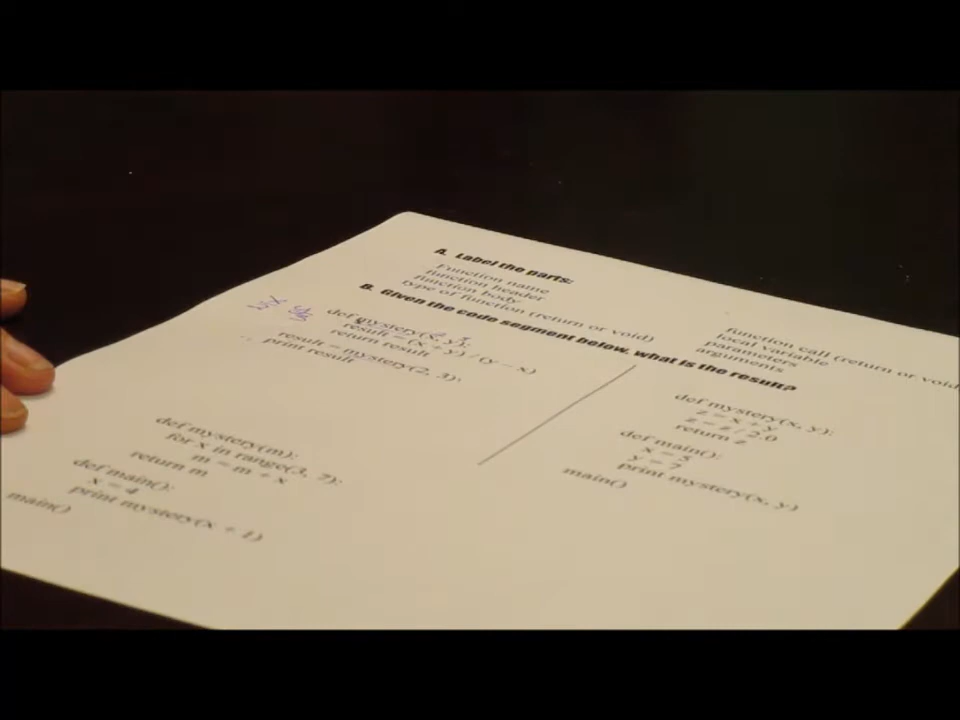 A. Label the parts:
Function name
function header
function body
type of function (return or void)
function call (return or void
local variable
parameters
arguments
B. Given the code segment below, what is the result?
def mystery(x, y):
result = (x + y) / (y - x)
return result
result = mystery(2, 3):
print result
def mystery(x, y):
z = x + y
z = z / 2.0
return z
def main():
x = 5
y = 7
print mystery(x, y)
main()
def mystery(m):
for x in range(3, 7):
m = m + x
return m
def main():
x = 4
print mystery(x + 1)
main()